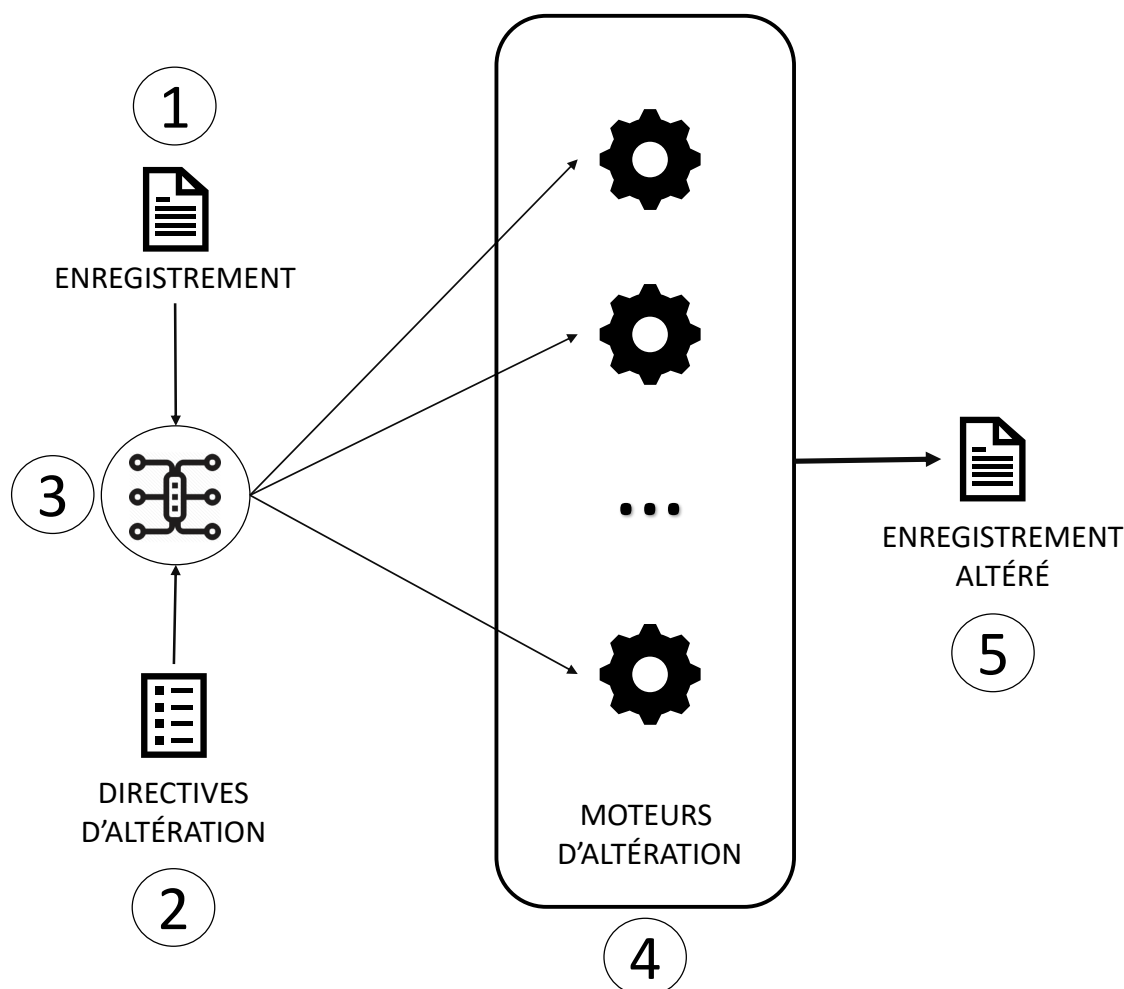 1
ENREGISTREMENT
3
DIRECTIVES
D'ALTÉRATION
2
...
MOTEURS
D'ALTÉRATION
4
ENREGISTREMENT
ALTÉRÉ
5